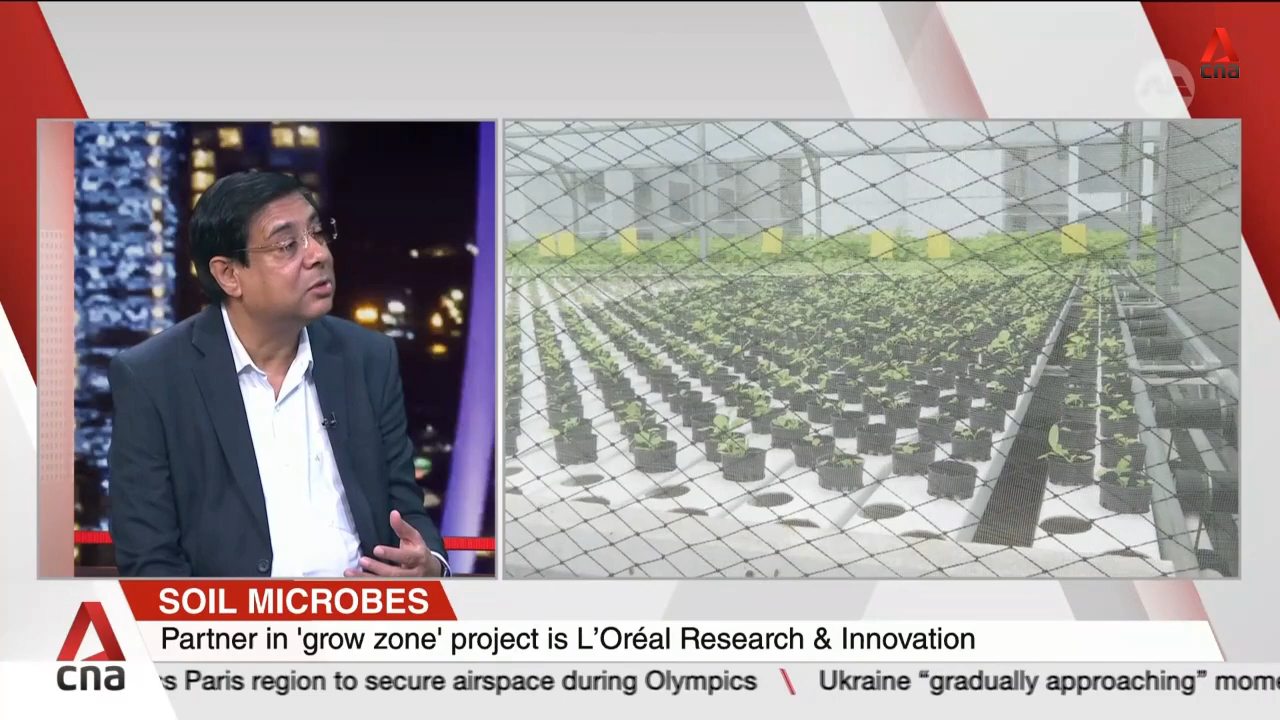 cna
SOIL MICROBES
Partner in 'grow zone' project is L’Oréal Research & Innovation
cna
Paris region to secure airspace during Olympics \ Ukraine “gradually approaching”